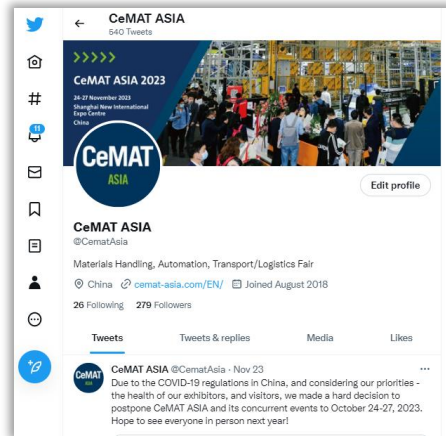 CeMAT ASIA
540 Tweets
>>>>>
CeMAT ASIA 2023
24-27 November 2023
Shanghai New International
Expo Centre
China
CeMAT
ASIA
Edit profile
CeMAT ASIA
@CematAsia
Materials Handling, Automation, Transport/Logistics Fair
China cemat-asia.com/EN/ Joined August 2018
26 Following 279 Followers
Tweets Tweets & replies Media Likes
11
CeMAT
ASIA
CeMAT ASIA @CematAsia · Nov 23
Due to the COVID-19 regulations in China, and considering our priorities -
the health of our exhibitors, and visitors, we made a hard decision to
postpone CeMAT ASIA and its concurrent events to October 24-27, 2023.
Hope to see everyone in person next year!